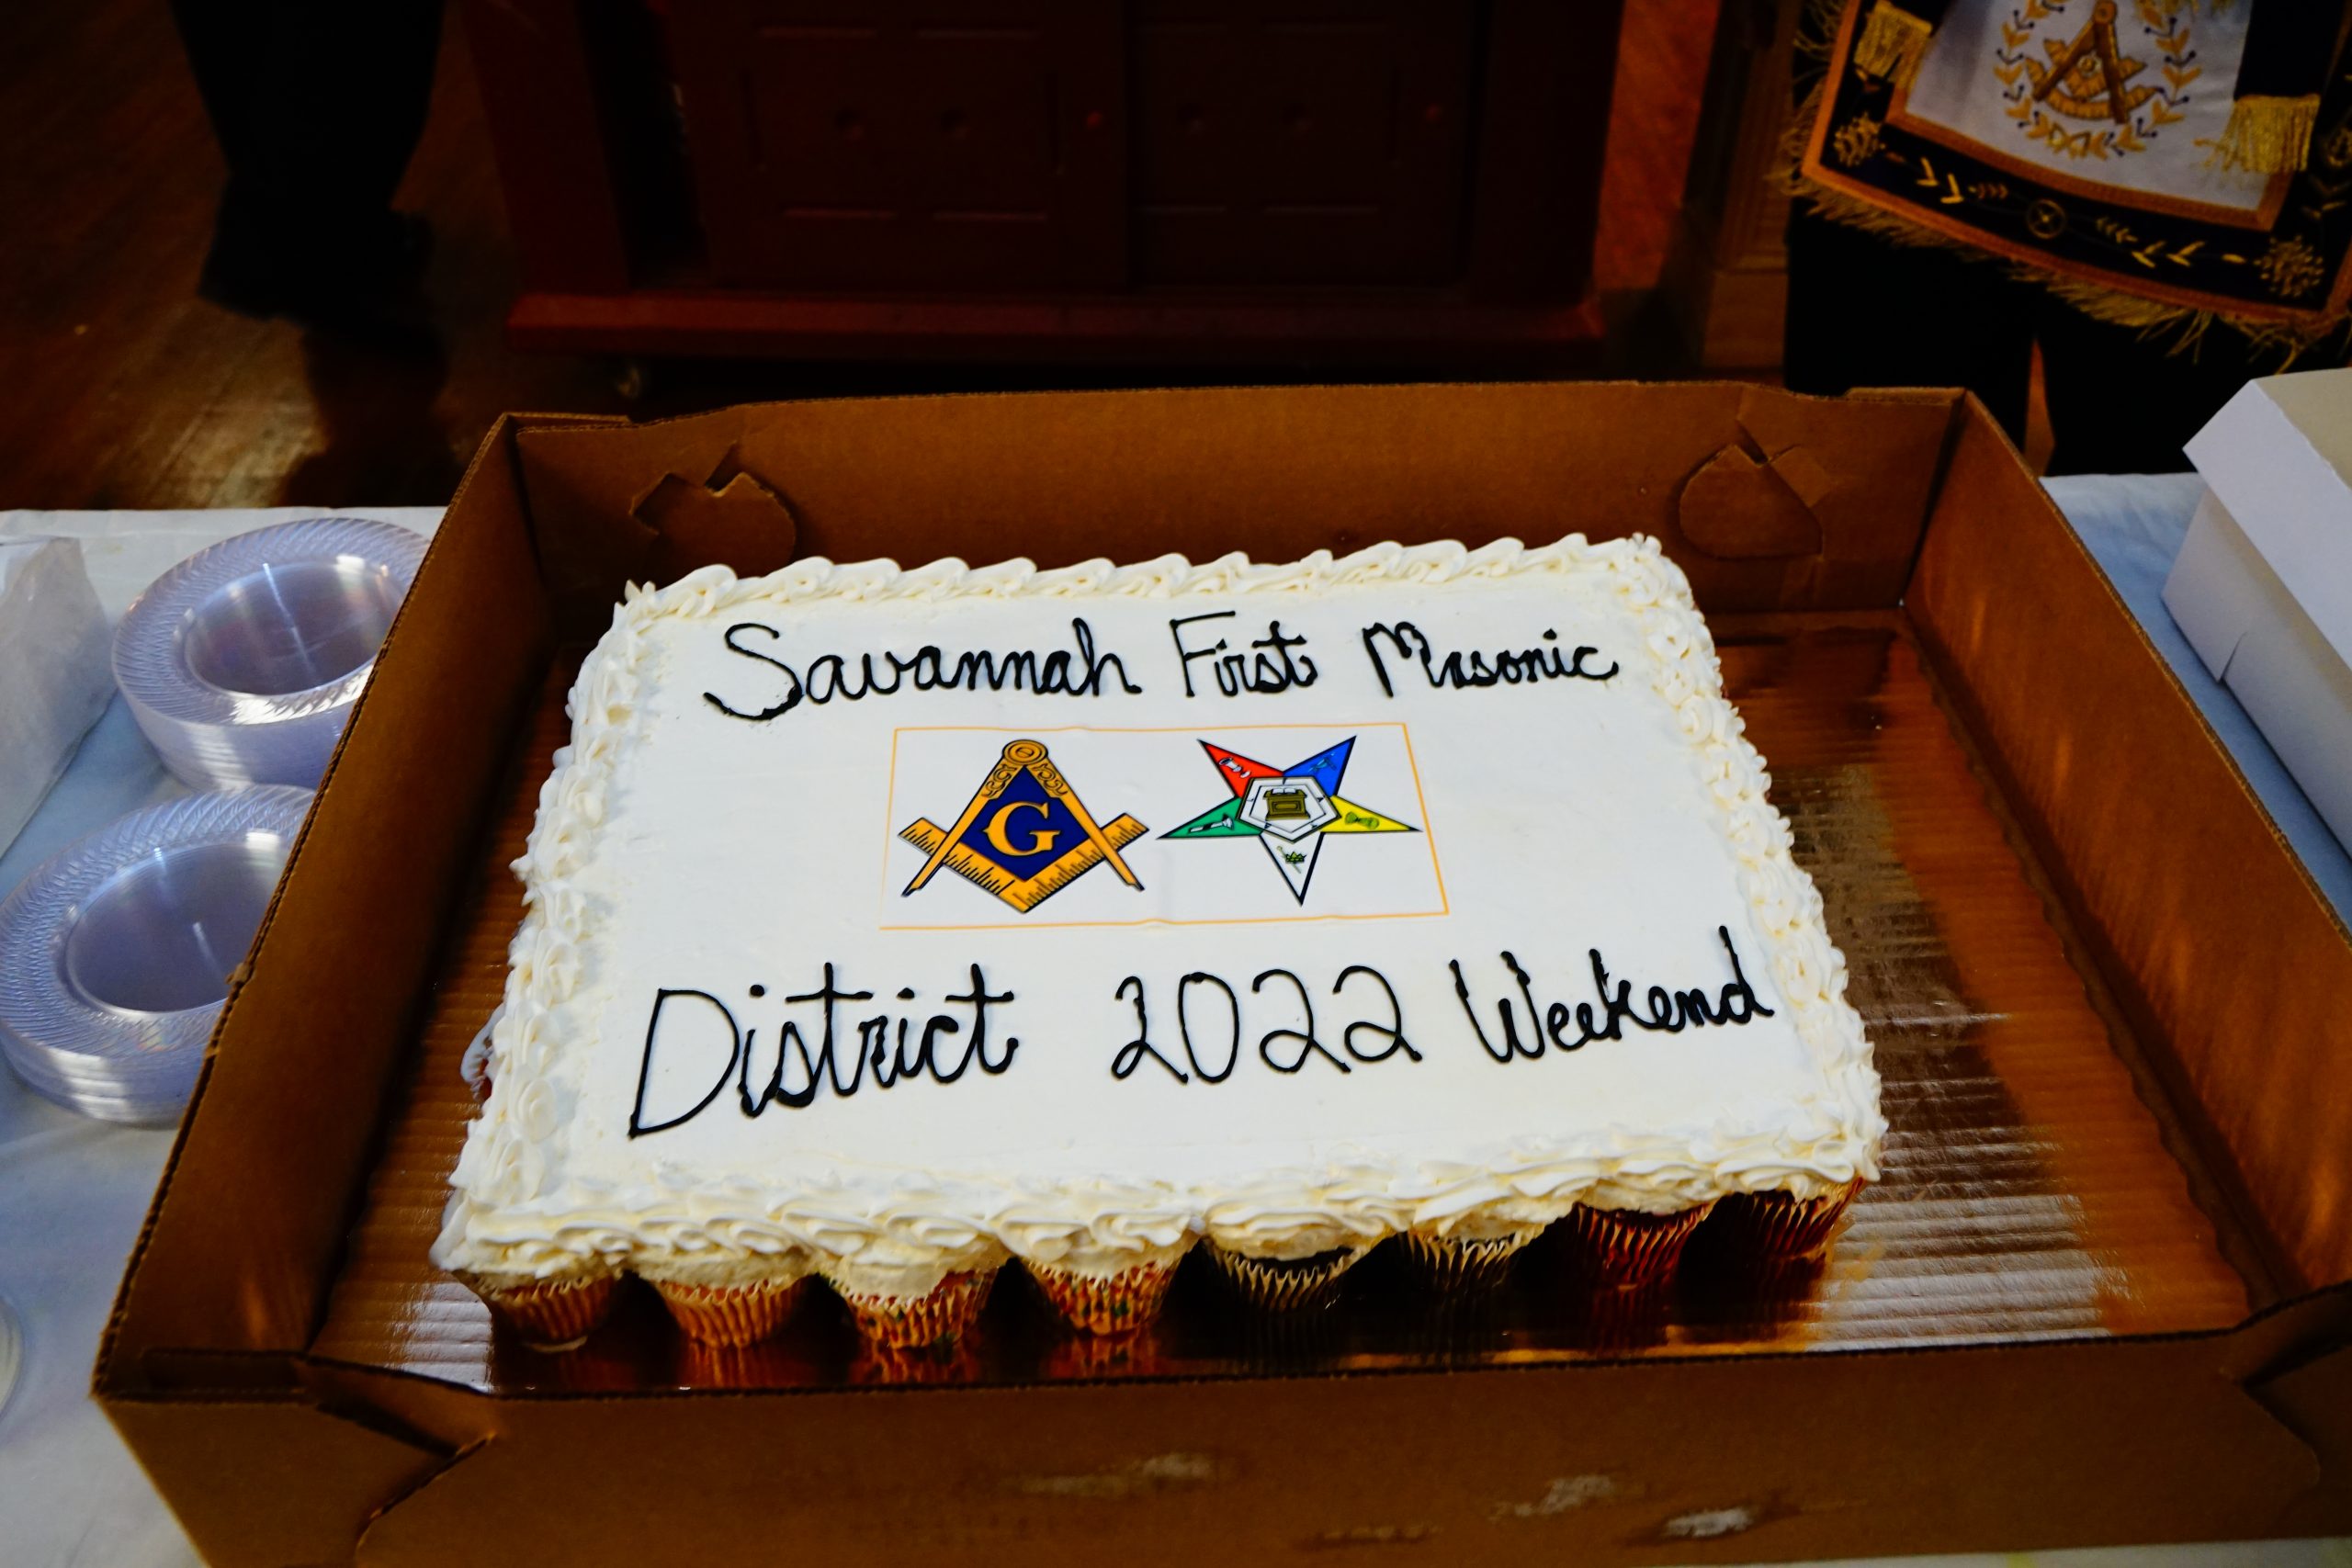 Savannah First Masonic
G
District 2022 Weekend